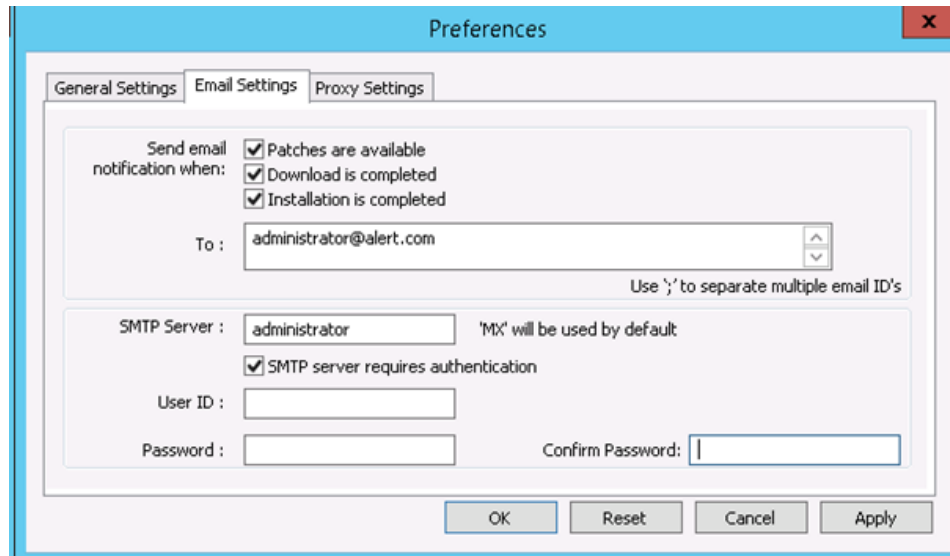 Preferences
x
General Settings Email Settings Proxy Settings
Send email notification when:
Patches are available
Download is completed
Installation is completed
To :
administrator@alert.com
Use ';' to separate multiple email ID's
SMTP Server :
administrator
'MX' will be used by default
SMTP server requires authentication
User ID :
Password :
Confirm Password:
OK Reset Cancel Apply